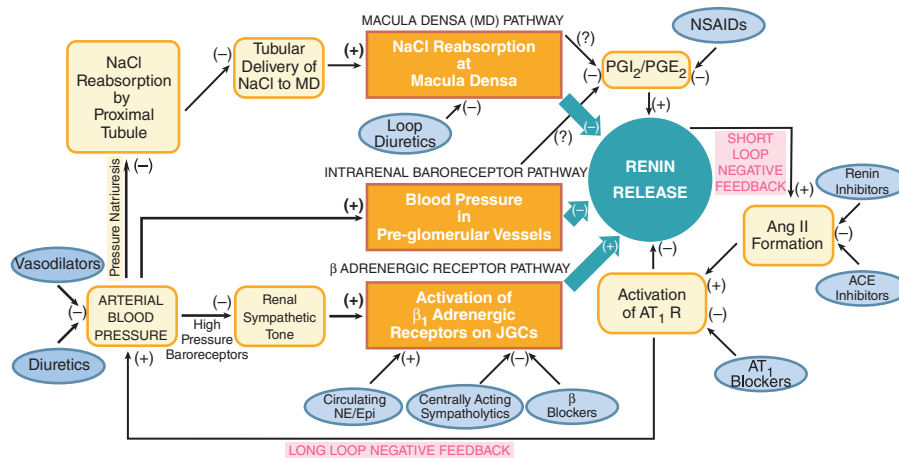 MACULA DENSA (MD) PATHWAY
NaCl
Reabsorption
by
Proximal
Tubule
(–)
Tubular
Delivery of
NaCl to MD
(+)
NaCl Reabsorption
at
Macula Densa
(?)
NSAIDs
PGI2/PGE2
(–)
(–)
(+)
(–)
Loop
Diuretics
(–)
(?)
RENIN
RELEASE
SHORT
LOOP
NEGATIVE
FEEDBACK
(+)
Renin
Inhibitors
Ang II
Formation
(–)
ACE
Inhibitors
(–)
Pressure Natriuresis
INTRARENAL BARORECEPTOR PATHWAY
(+)
Blood Pressure
in
Pre-glomerular Vessels
(–)
(+)
(–)
(+)
Activation
of AT1 R
(–)
AT1
Blockers
Vasodilators
(–)
Diuretics
ARTERIAL
BLOOD
PRESSURE
(+)
(–)
High
Pressure
Baroreceptors
Renal
Sympathetic
Tone
(+)
β ADRENERGIC RECEPTOR PATHWAY
Activation of
β1 Adrenergic
Receptors on JGCs
(+)
(–)
Circulating
NE/Epi
Centrally Acting
Sympatholytics
β
Blockers
LONG LOOP NEGATIVE FEEDBACK